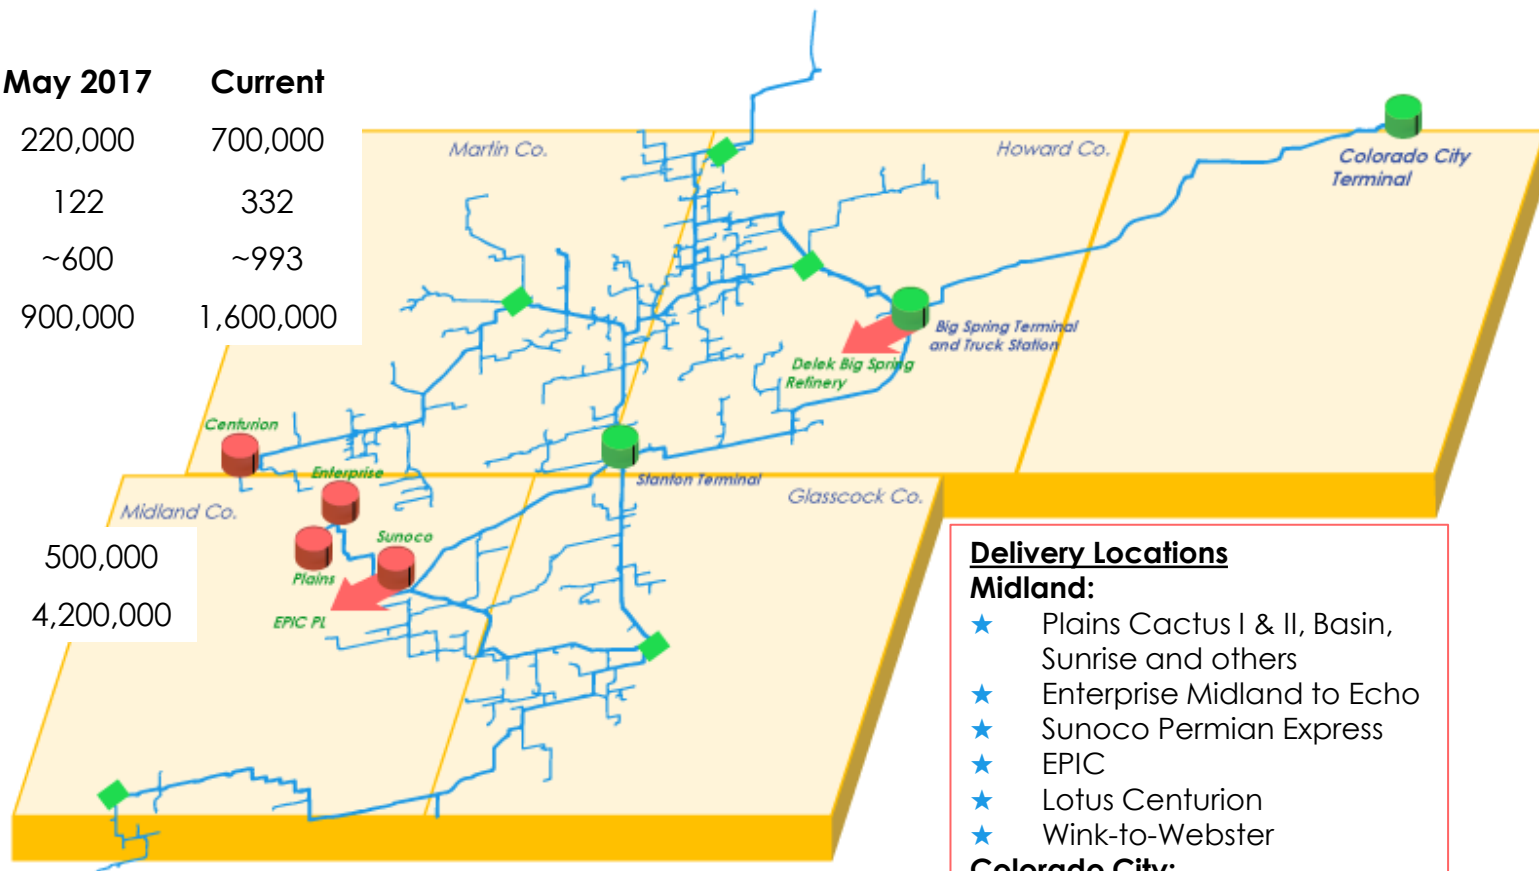 May 2017 Current
220,000 700,000
122 332
~600 ~993
900,000 1,600,000
Martin Co.
Howard Co.
Colorado City
Terminal
Big Spring Terminal
and Truck Station
Delek Big Spring
Refinery
Centurion
Enterprise
Stanton Terminal
Glasscock Co.
Midland Co.
Sunoco
Plains
EPIC PL
500,000
4,200,000
Delivery Locations
Midland:
★ Plains Cactus I & II, Basin,
Sunrise and others
★ Enterprise Midland to Echo
★ Sunoco Permian Express
★ EPIC
★ Lotus Centurion
★ Wink-to-Webster
Colorado City: